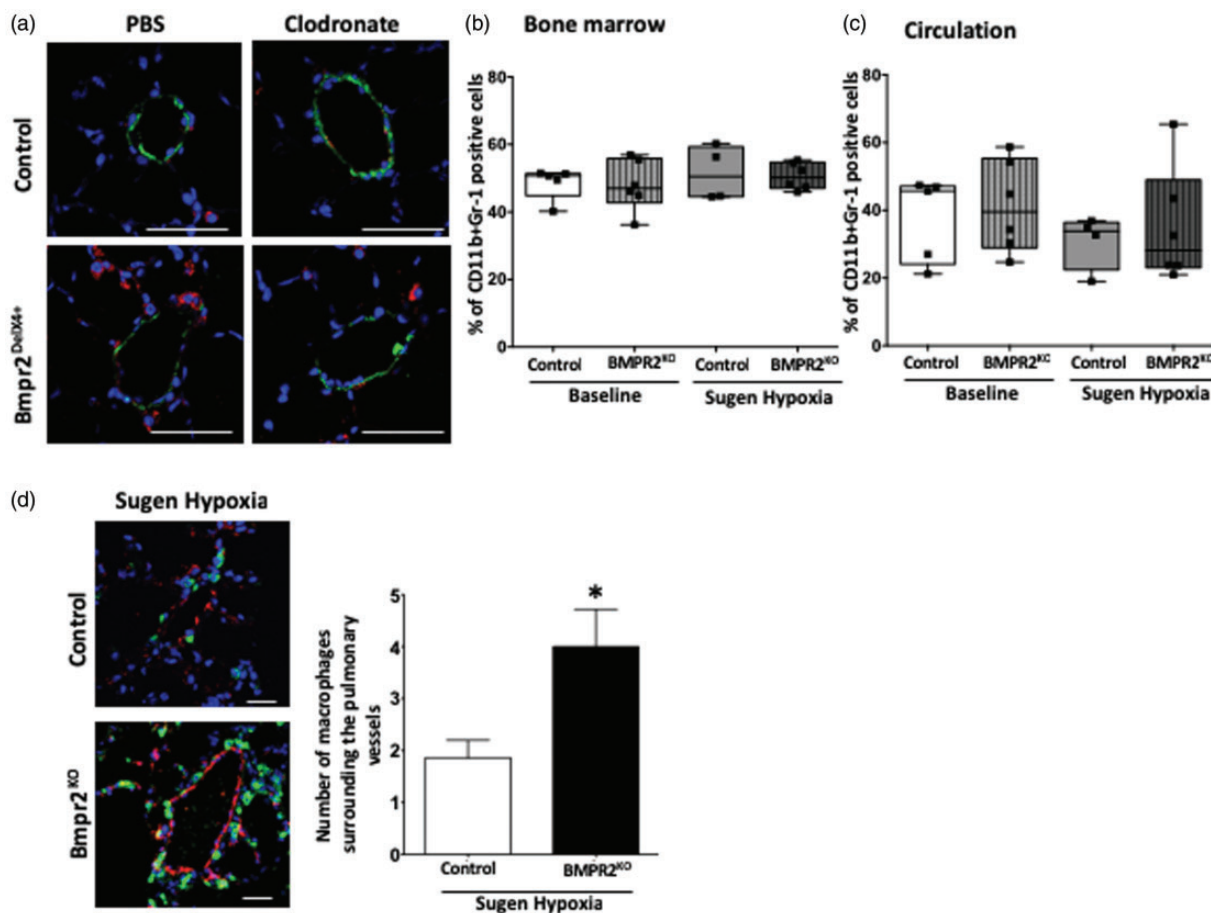 (a)
PBS
Clodronate
Control
Bmpr2DelX4+
(b)
Bone marrow
% of CD11b+Gr-1 positive cells
80
60
40
20
0
Control
BMPR2KO
Control
BMPR2KO
Baseline
Sugen Hypoxia
(c)
Circulation
% of CD11b+Gr-1 positive cells
80
60
40
20
0
Control
BMPR2KO
Control
BMPR2KO
Baseline
Sugen Hypoxia
(d)
Sugen Hypoxia
Control
Bmpr2KO
Number of macrophages
surrounding the pulmonary
vessels
5
4
3
2
1
0
*
Control
BMPR2KO
Sugen Hypoxia